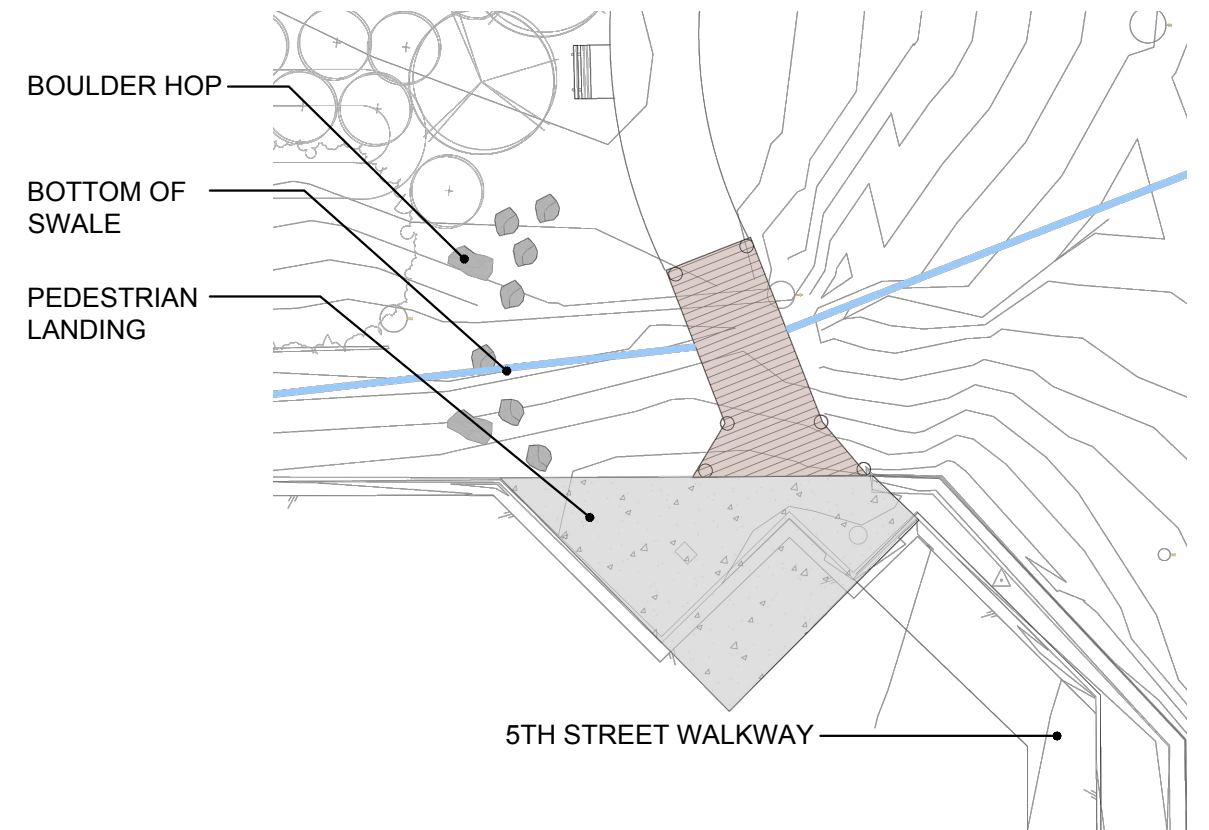 BOULDER HOP
BOTTOM OF
SWALE
PEDESTRIAN
LANDING
5TH STREET WALKWAY